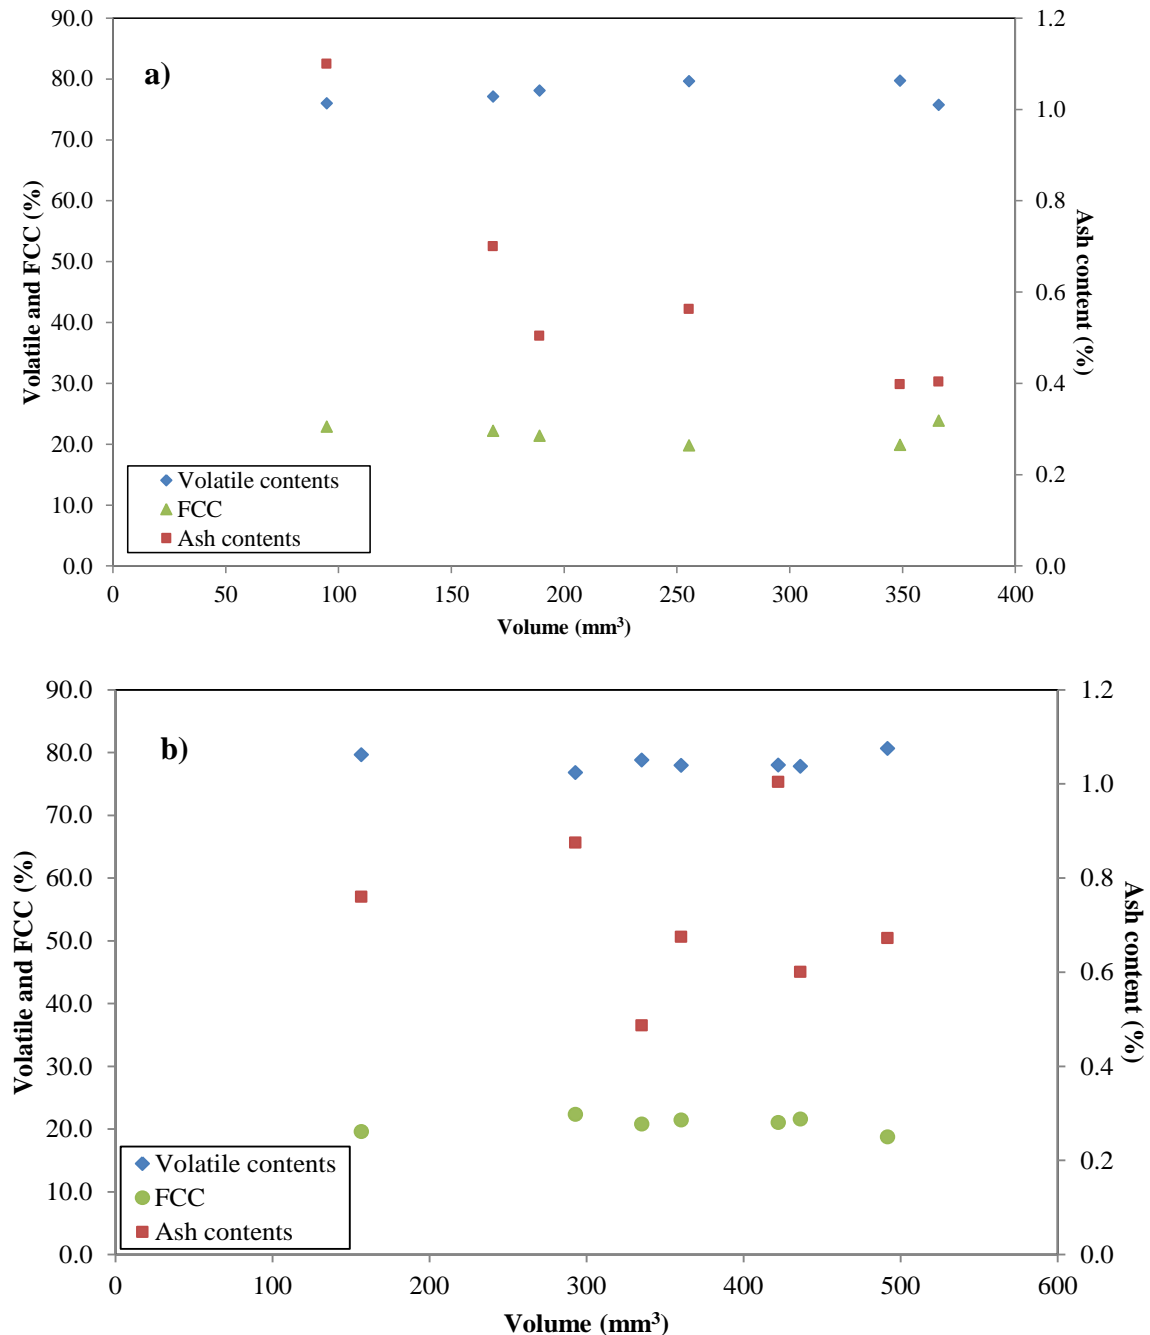 a)
90.0
80.0
70.0
60.0
50.0
40.0
30.0
20.0
10.0
0.0
Volatile and FCC (%)
1.2
1.0
0.8
0.6
0.4
0.2
0.0
Ash content (%)
Volatile contents
FCC
Ash contents
0 50 100 150 200 250 300 350 400
Volume (mm³)
b)
90.0
80.0
70.0
60.0
50.0
40.0
30.0
20.0
10.0
0.0
Volatile and FCC (%)
1.2
1.0
0.8
0.6
0.4
0.2
0.0
Ash content (%)
Volatile contents
FCC
Ash contents
0 100 200 300 400 500 600
Volume (mm³)